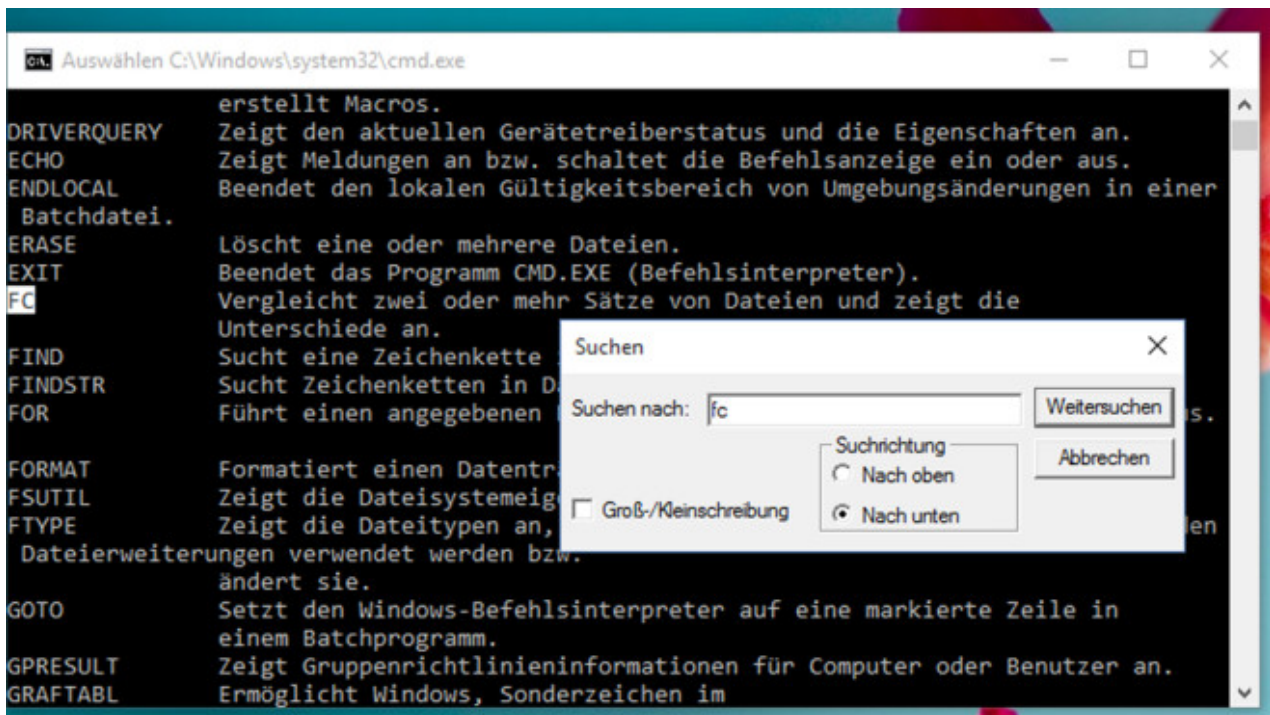 Auswählen C:\Windows\system32\cmd.exe
erstellt Macros.
DRIVERQUERY Zeigt den aktuellen Gerätetreiberstatus und die Eigenschaften an.
ECHO Zeigt Meldungen an bzw. schaltet die Befehlsanzeige ein oder aus.
ENDLOCAL Beendet den lokalen Gültigkeitsbereich von Umgebungsänderungen in einer
Batchdatei.
ERASE Löscht eine oder mehrere Dateien.
EXIT Beendet das Programm CMD.EXE (Befehlsinterpreter).
FC Vergleicht zwei oder mehr Sätze von Dateien und zeigt die
Unterschiede an.
FIND Sucht eine Zeichenkette
FINDSTR Sucht Zeichenketten in
FOR Führt einen angegebenen
FORMAT Formatiert einen
FSUTIL Zeigt die
FTYPE Zeigt die Dateitypen an,
Dateierweiterungen verwendet werden bzw.
ändert sie.
GOTO Setzt den Windows-Befehlsinterpreter auf eine markierte Zeile in
einem Batchprogramm.
GPRESULT Zeigt Gruppenrichtlinieninformationen für Computer oder Benutzer an.
GRAFTABL Ermöglicht Windows, Sonderzeichen im
Suchen
Suchen nach: fc
Weitersuchen
Suchrichtung
Abbrechen
Nach oben
Groß-/Kleinschreibung
Nach unten